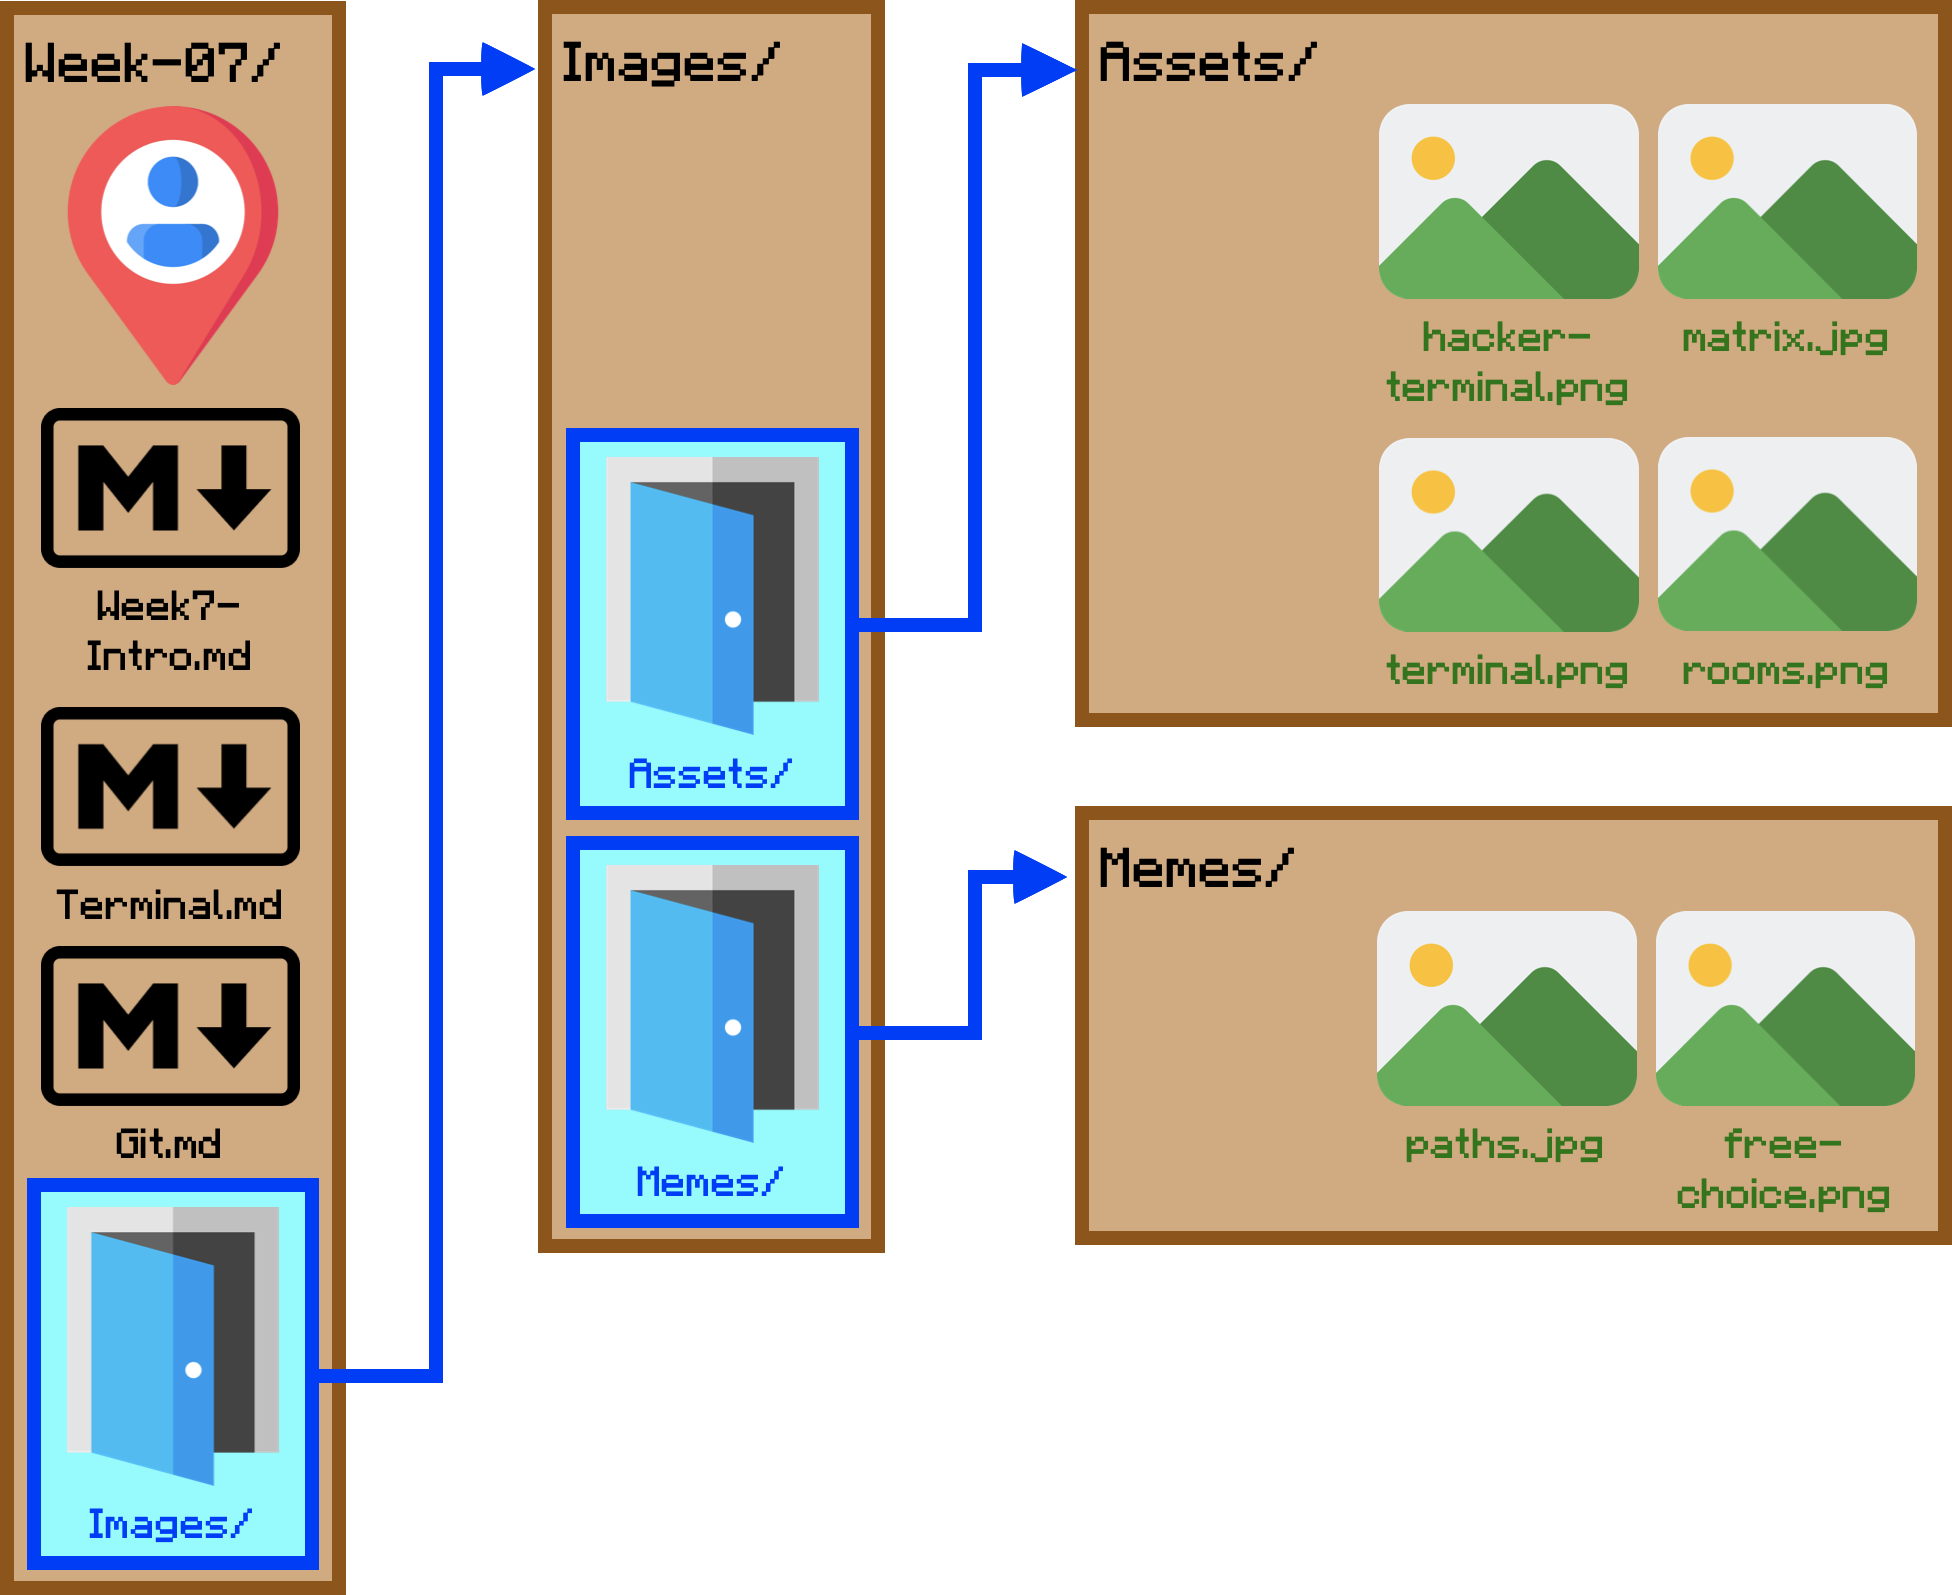 Week-07/
M
Week7-
Intro.md
M
Terminal.md
M
Git.md
Images/
Images/
Assets/
Memes/
Assets/
hacker-
terminal.png
matrix.jpg
terminal.png
rooms.png
Memes/
paths.jpg
free-
choice.png